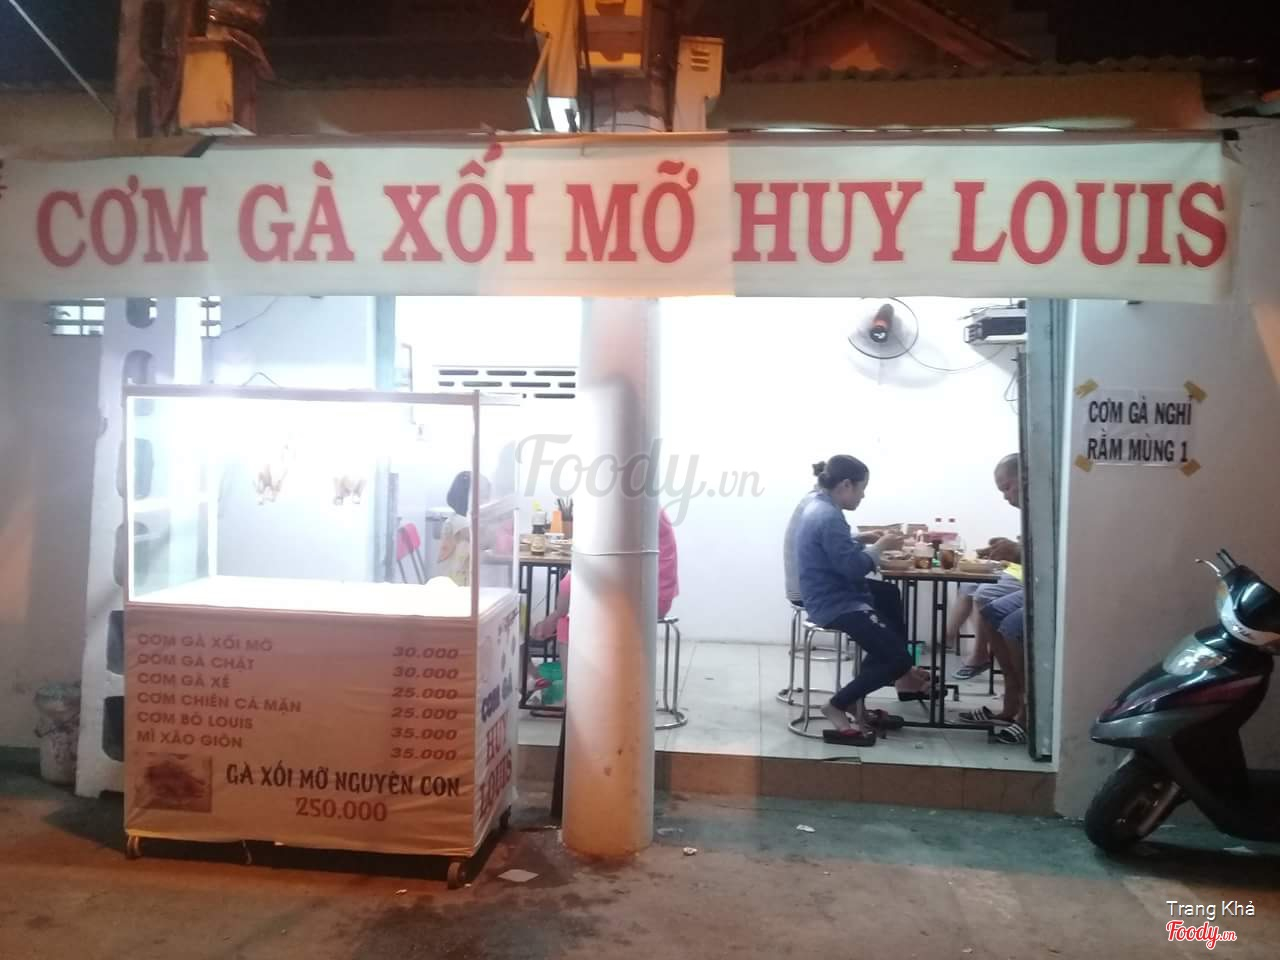 CƠM GÀ XỐI MỠ HUY LOUIS
CƠM GÀ NGHỈ
RẰM MÙNG 1
Foody.vn
CƠM GÀ XỐI MỠ 30.000
CƠM GÀ CHẶT 30.000
CƠM GÀ XÉ 25.000
CƠM CHIÊN CÁ MẶN 25.000
CƠM BÒ LOUIS 35.000
MÌ XÀO GIÒN 35.000
GÀ XỐI MỠ NGUYÊN CON
250.000
CƠM GÀ
HUY
LOUIS
Trang Khả
Foody.vn